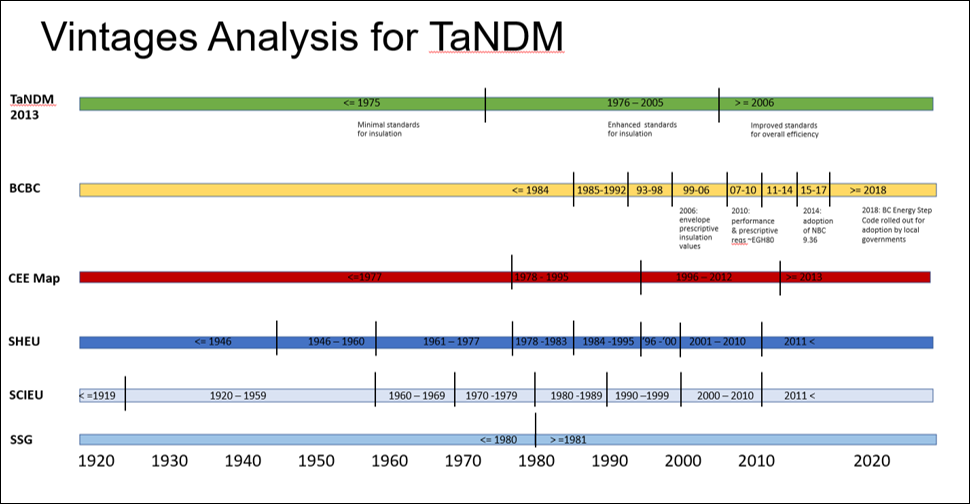 Vintages Analysis for TaNDM
TaNDM
2013
<= 1975
1976 – 2005
> = 2006
Minimal standards
for insulation
Enhanced standards
for insulation
Improved standards
for overall efficiency
BCBC
<= 1984
1985-1992
93-98
99-06
07-10
11-14
15-17
>= 2018
2006:
envelope
prescriptive
insulation
values
2010:
performance
& prescriptive
reqs ~EGH80
2014:
adoption
of NBC
9.36
2018: BC Energy Step
Code rolled out for
adoption by local
governments
CEE Map
<=1977
1978 - 1995
1996 – 2012
>= 2013
SHEU
<= 1946
1946 – 1960
1961 – 1977
1978 -1983
1984 -1995
'96 -'00
2001 – 2010
2011 <
SCIEU
< =1919
1920 – 1959
1960 – 1969
1970 -1979
1980 -1989
1990 –1999
2000 – 2010
2011 <
SSG
<= 1980
> =1981
1920 1930 1940 1950 1960 1970 1980 1990 2000 2010 2020